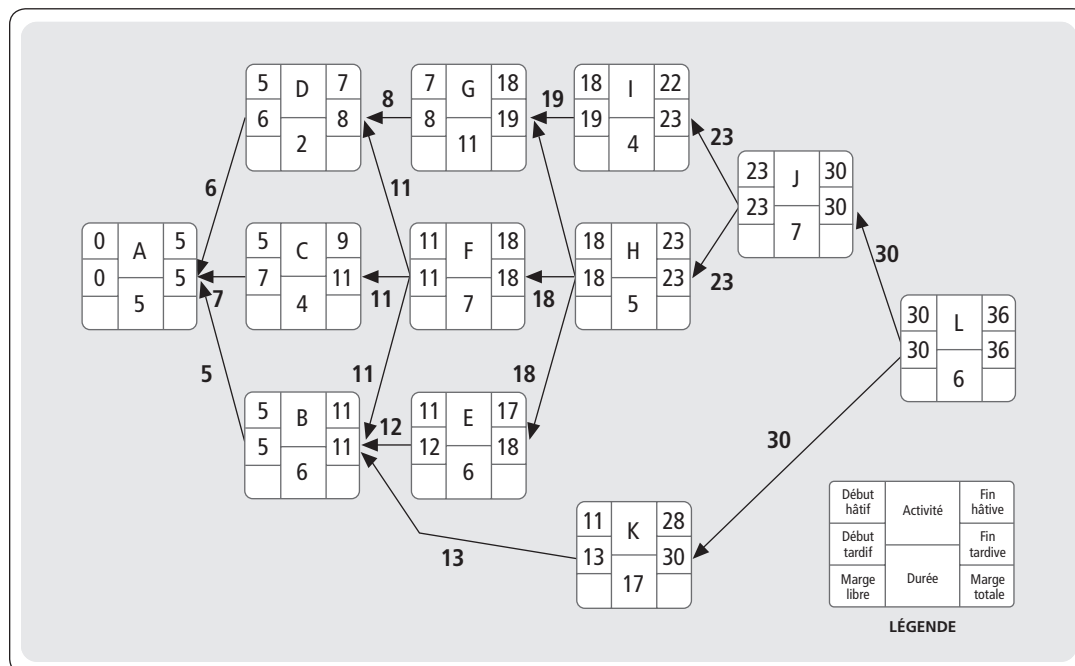 5 D 7
6 8
2
8
7 G 18
8 19
11
19
18 I 22
19 23
4
23
23 J 30
23 30
7
6
11
0 A 5
0 5
5
7
5 C 9
7 11
4
11
11 F 18
11 18
7
18
18 H 23
18 23
5
23
30
30 L 36
30 36
6
5
11
18
30
5 B 11
5 11
6
12
11 E 17
12 18
6
13
11 K 28
13 30
17
Début
hâtif
Activité
Fin
hâtive
Début
tardif
Fin
tardive
Marge
libre
Durée
Marge
totale
LÉGENDE